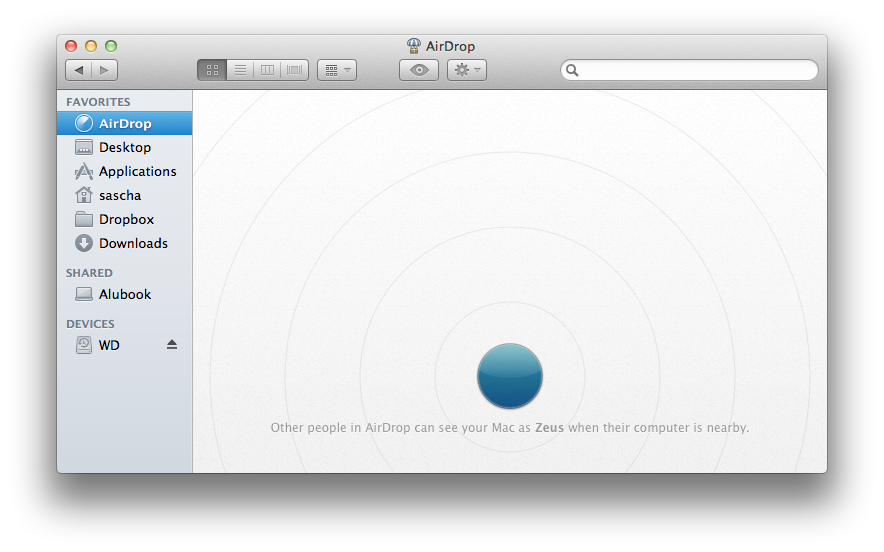 AirDrop
FAVORITES
AirDrop
Desktop
Applications
sascha
Dropbox
Downloads
SHARED
Alubook
DEVICES
WD
Other people in AirDrop can see your Mac as Zeus when their computer is nearby.